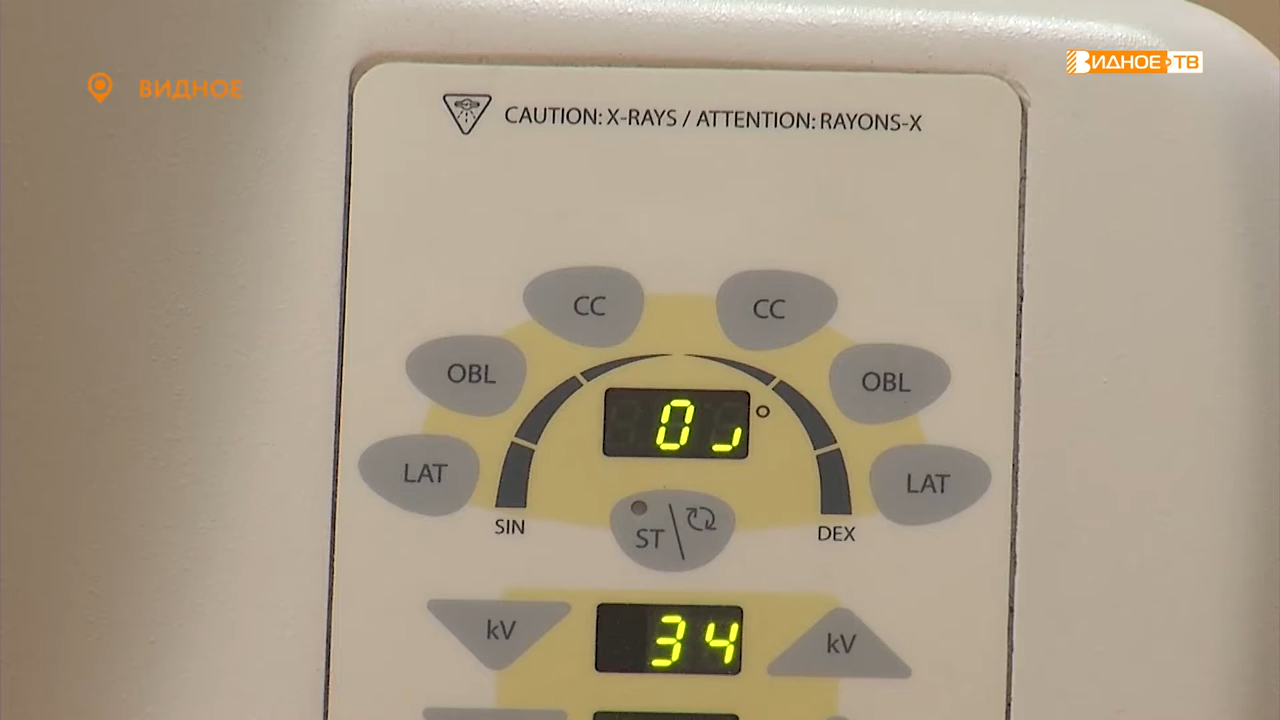 ВИДНОЕ
ВИДНОЕ ТВ
CAUTION: X-RAYS / ATTENTION: RAYONS-X
CC CC
OBL OBL
0 °
LAT LAT
SIN DEX
ST
kV 34 kV